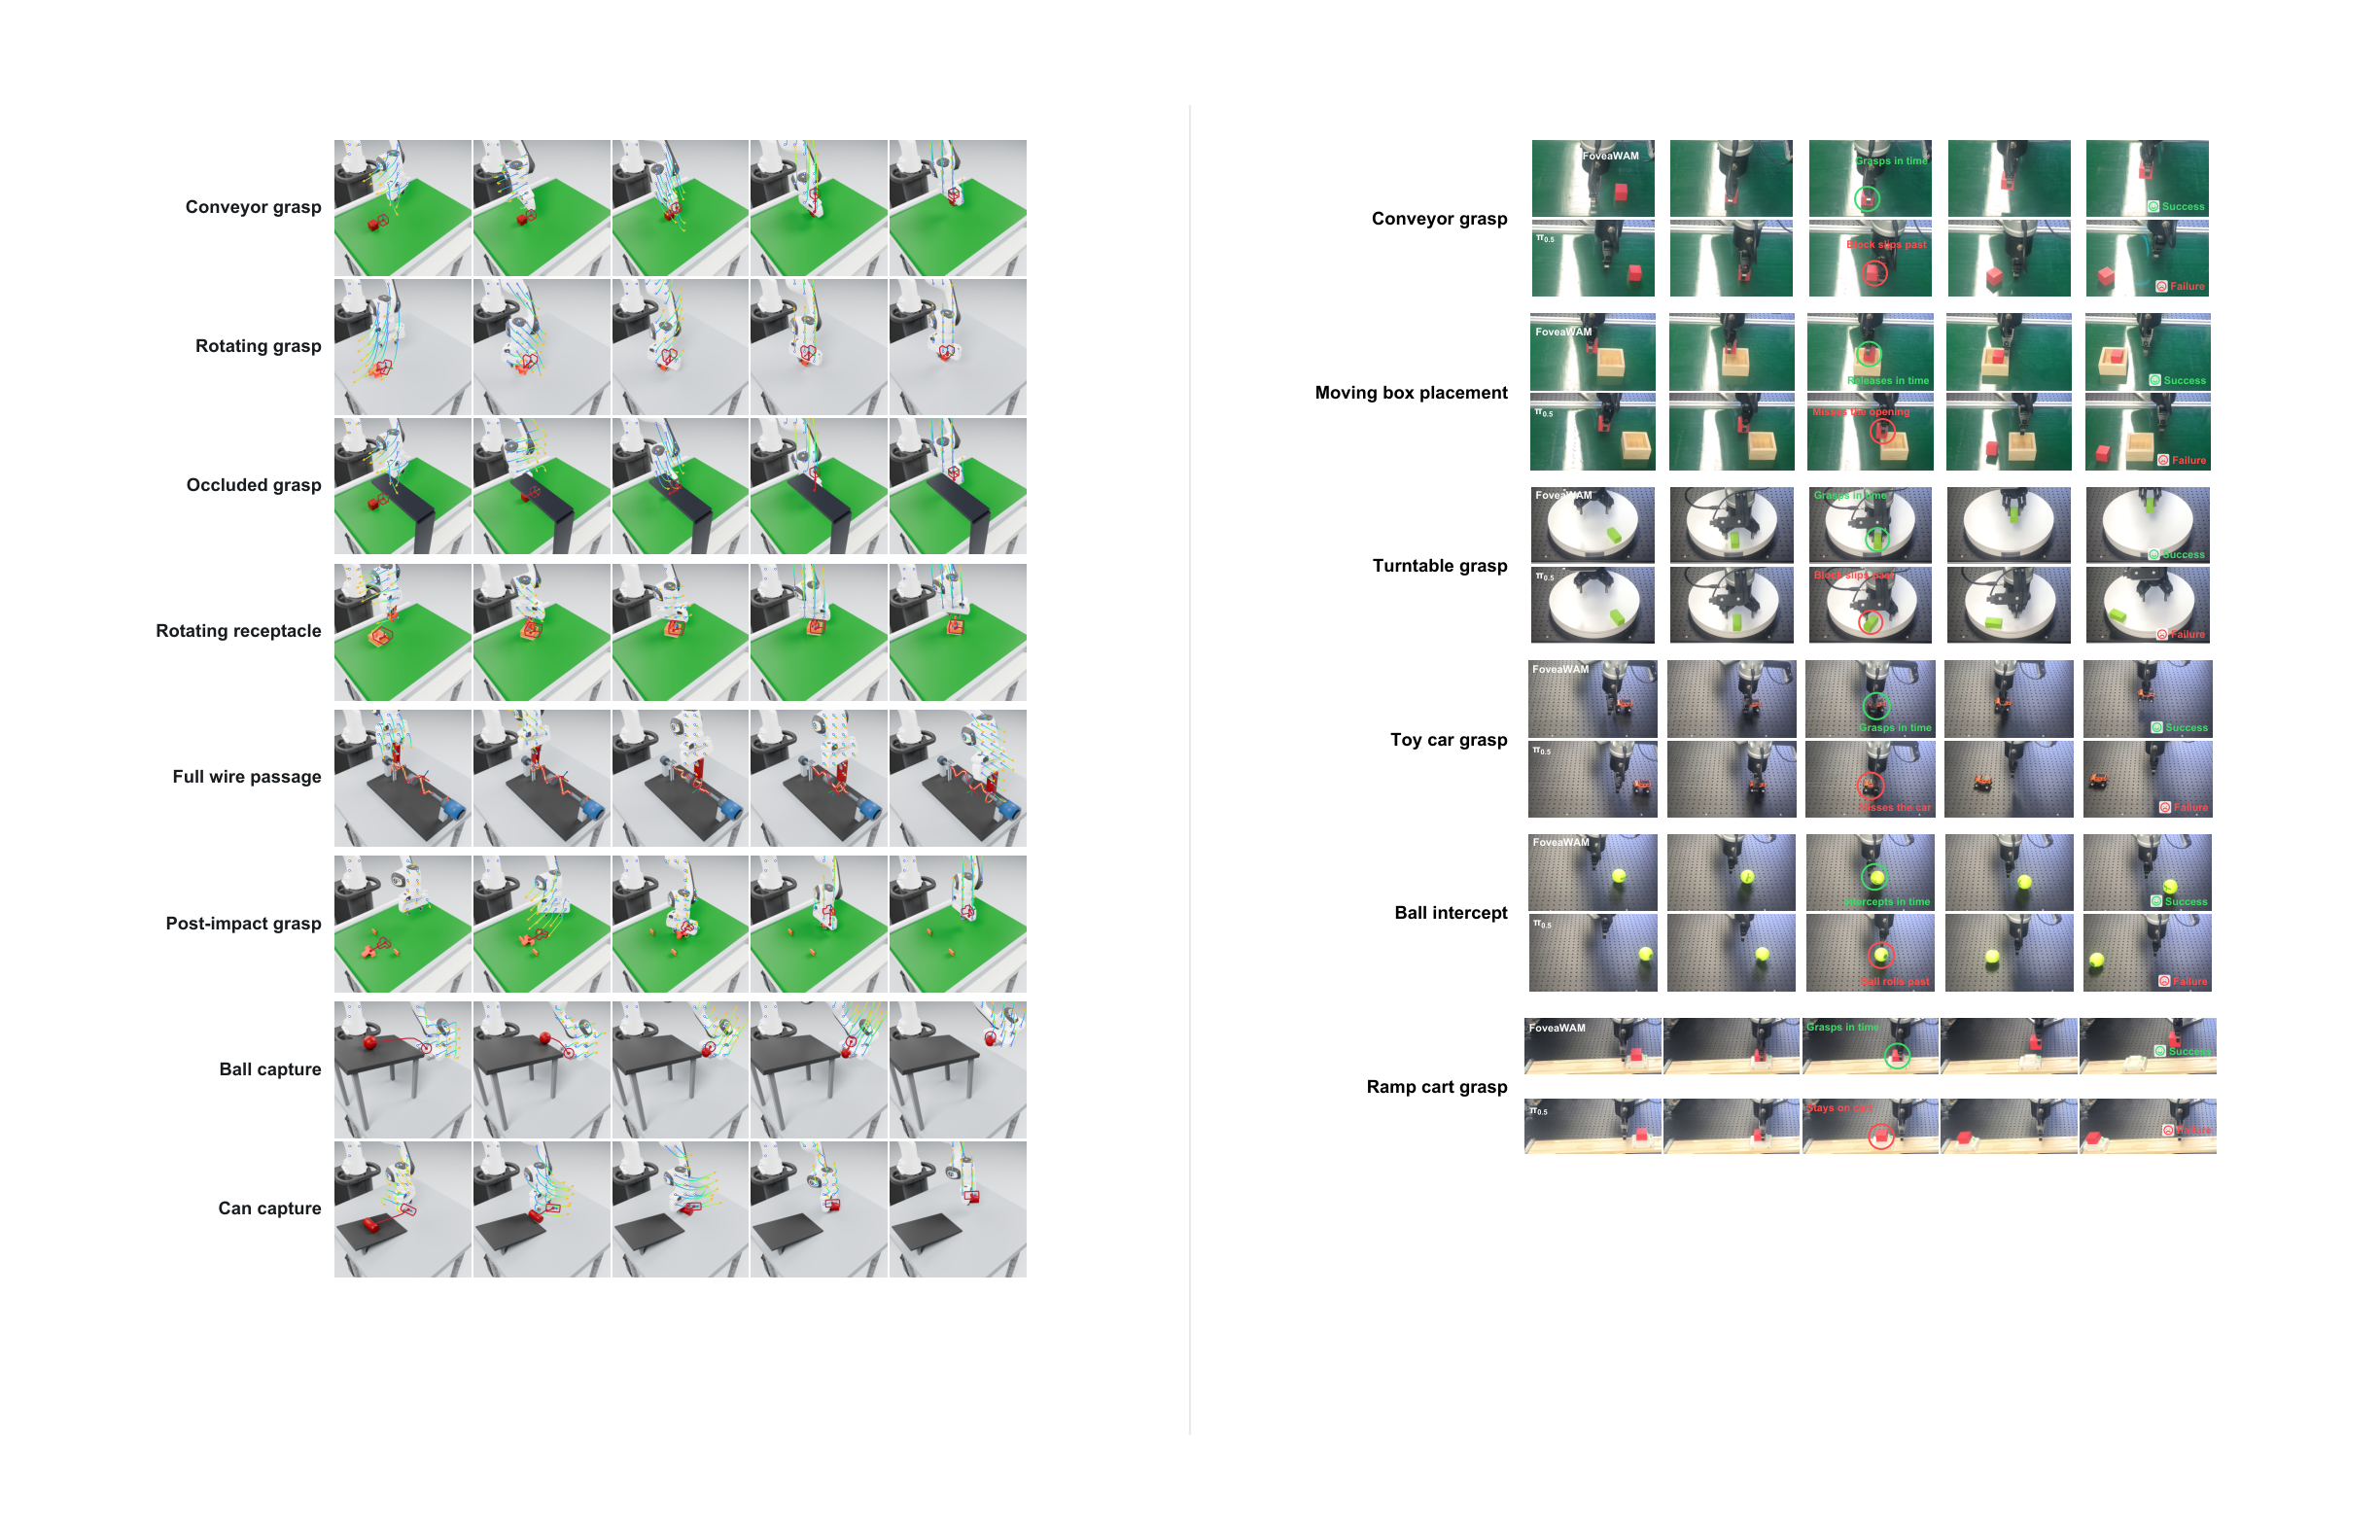 Conveyor grasp
Rotating grasp
Occluded grasp
Rotating receptacle
Full wire passage
Post-impact grasp
Ball capture
Can capture
Conveyor grasp
FoveaWAM
Grasps in time
Success
π0.5
Block slips past
Failure
Moving box placement
FoveaWAM
Releases in time
Success
π0.5
Misses the opening
Failure
Turntable grasp
FoveaWAM
Grasps in time
Success
π0.5
Block slips past
Failure
Toy car grasp
FoveaWAM
Grasps in time
Success
π0.5
Misses the car
Failure
Ball intercept
FoveaWAM
Intercepts in time
Success
π0.5
Ball rolls past
Failure
Ramp cart grasp
FoveaWAM
Grasps in time
Success
π0.5
Stays on cart
Failure